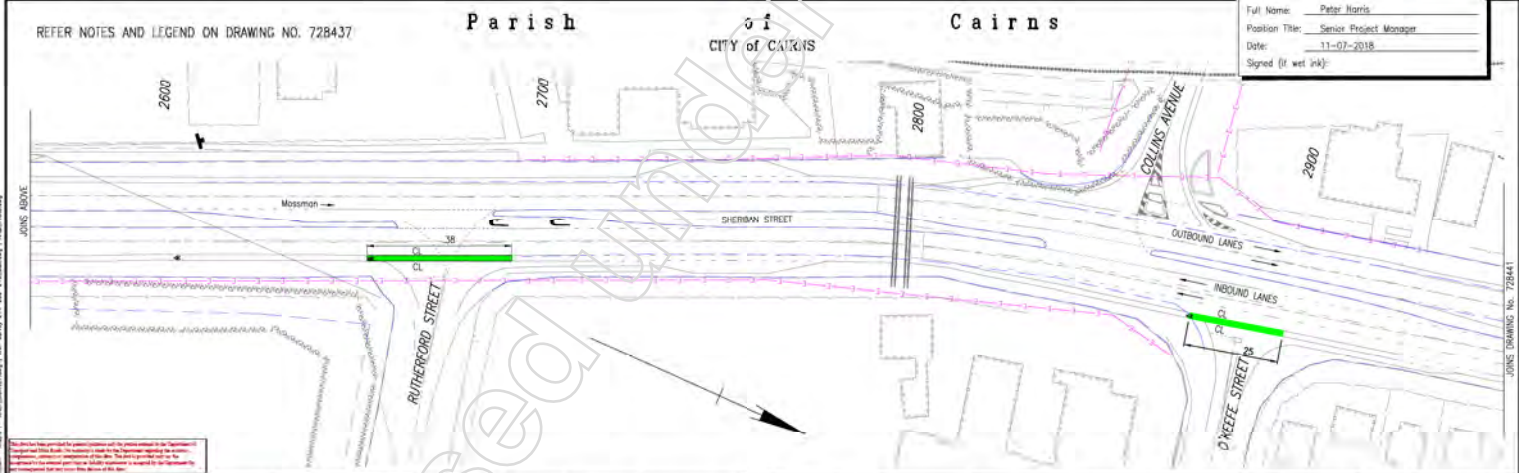 REFER NOTES AND LEGEND ON DRAWING NO. 728437
Parish of Cairns
CITY of CAIRNS
Full Name: Peter Harris
Position Title: Senior Project Manager
Date: 11-07-2018
Signed (if wet ink):
2600
2700
2800
2900
COLLINS AVENUE
JOINS ABOVE
Mossman
SHERIDAN STREET
OUTBOUND LANES
INBOUND LANES
38
CL
CL
CL
CL
25
RUTHERFORD STREET
O'KEEFE STREET
JOINS DRAWING No. 728441
sed under